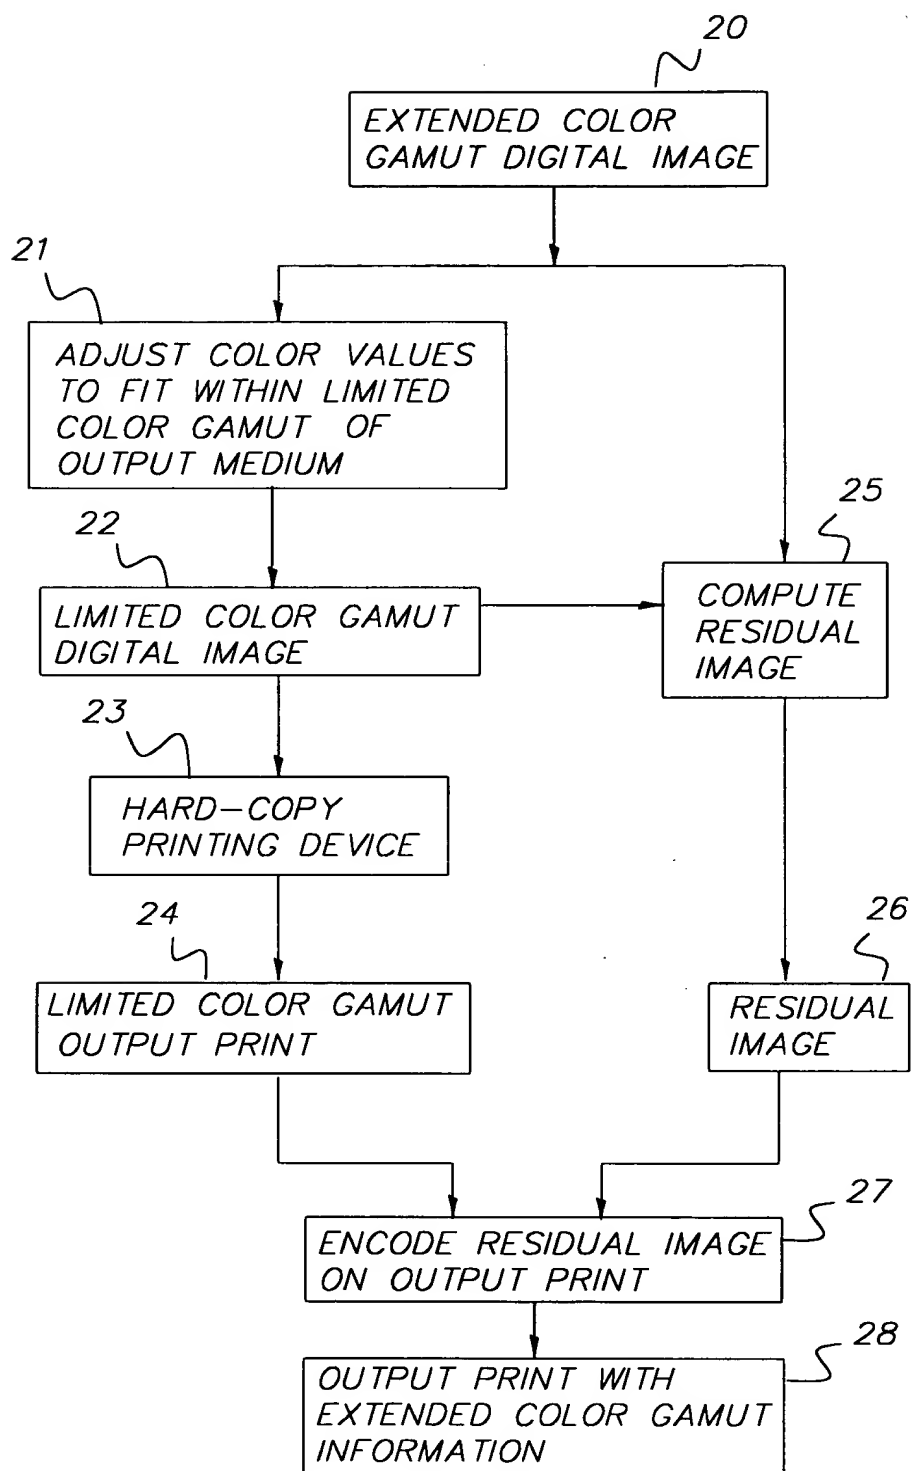 20
EXTENDED COLOR
GAMUT DIGITAL IMAGE
21
ADJUST COLOR VALUES
TO FIT WITHIN LIMITED
COLOR GAMUT OF
OUTPUT MEDIUM
22
LIMITED COLOR GAMUT
DIGITAL IMAGE
25
COMPUTE
RESIDUAL
IMAGE
23
HARD-COPY
PRINTING DEVICE
24
LIMITED COLOR GAMUT
OUTPUT PRINT
26
RESIDUAL
IMAGE
27
ENCODE RESIDUAL IMAGE
ON OUTPUT PRINT
28
OUTPUT PRINT WITH
EXTENDED COLOR GAMUT
INFORMATION